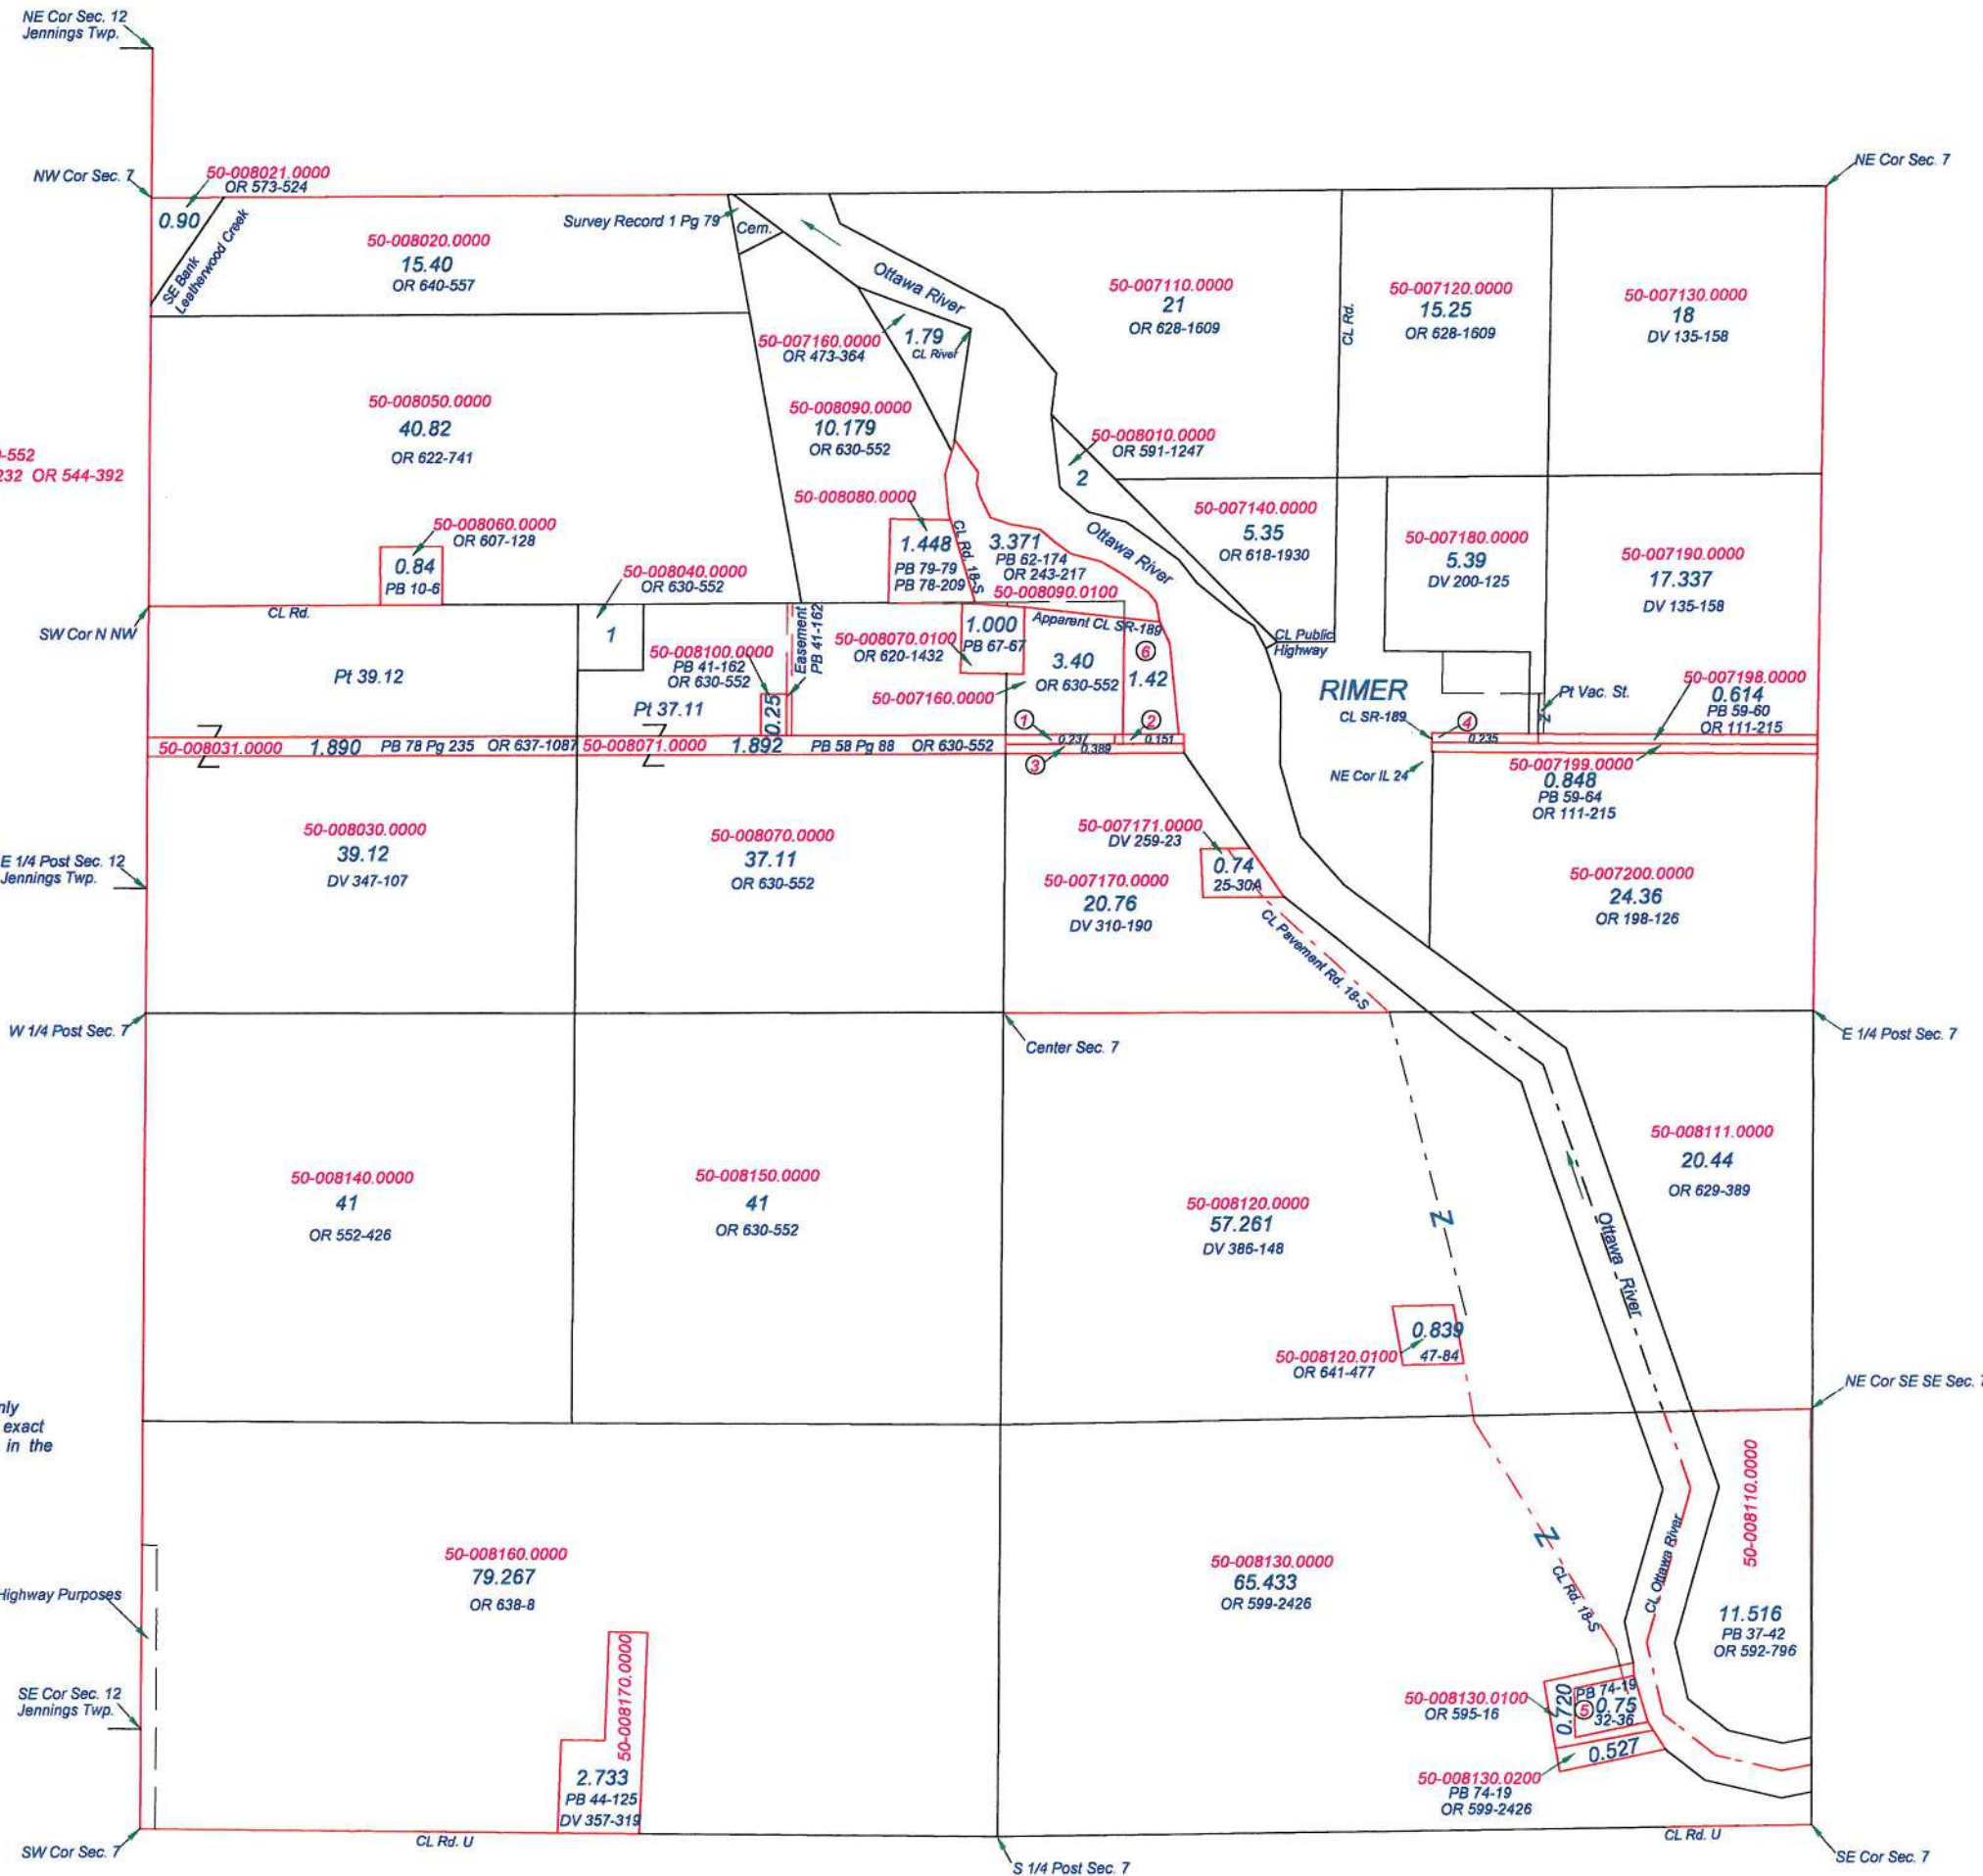 NE Cor Sec. 12
Jennings Twp.
NW Cor Sec. 7
50-008021.0000
OR 573-524
0.90
SE Bank
Leatherwood Creek
50-008020.0000
15.40
OR 640-557
Survey Record 1 Pg 79
Cem.
NE Cor Sec. 7
Ottawa River
50-007110.0000
21
OR 628-1609
CL Rd.
50-007120.0000
15.25
OR 628-1609
50-007130.0000
18
DV 135-158
50-007160.0000
OR 473-364
1.79
CL River
50-008050.0000
40.82
OR 622-741
50-008090.0000
10.179
OR 630-552
50-008010.0000
OR 591-1247
2
-552
232 OR 544-392
50-008060.0000
OR 607-128
0.84
PB 10-6
50-008080.0000
1.448
PB 79-79
PB 78-209
CL Rd. 18-S
3.371
PB 62-174
OR 243-217
50-008090.0100
Ottawa River
50-007140.0000
5.35
OR 618-1930
50-007180.0000
5.39
DV 200-125
50-007190.0000
17.337
DV 135-158
50-008040.0000
OR 630-552
1
SW Cor N NW
CL Rd.
Pt 39.12
50-008100.0000
PB 41-162
OR 630-552
Pt 37.11
0.25
Easement
PB 41-162
50-008070.0100
OR 620-1432
1.000
PB 67-67
Apparent CL SR-189
50-007160.0000
3.40
OR 630-552
6
1.42
CL Public
Highway
RIMER
CL SR-189
Pt Vac. St.
Z
50-007198.0000
0.614
PB 59-60
OR 111-215
1
2
3
4
0.237
0.389
0.151
0.235
50-008031.0000 1.890 PB 78 Pg 235 OR 637-1087
50-008071.0000 1.892 PB 58 Pg 88 OR 630-552
NE Cor IL 24
50-007199.0000
0.848
PB 59-64
OR 111-215
E 1/4 Post Sec. 12
Jennings Twp.
50-008030.0000
39.12
DV 347-107
50-008070.0000
37.11
OR 630-552
50-007171.0000
DV 259-23
0.74
25-30A
50-007170.0000
20.76
DV 310-190
CL Pavement Rd. 18-S
50-007200.0000
24.36
OR 198-126
W 1/4 Post Sec. 7
Center Sec. 7
E 1/4 Post Sec. 7
50-008140.0000
41
OR 552-426
50-008150.0000
41
OR 630-552
50-008120.0000
57.261
DV 386-148
Z
50-008111.0000
20.44
OR 629-389
Ottawa River
0.839
47-84
50-008120.0100
OR 641-477
NE Cor SE SE Sec. 7
nly
exact
in the
50-008160.0000
79.267
OR 638-8
50-008130.0000
65.433
OR 599-2426
Z
CL Rd. 18-S
CL Ottawa River
50-008110.0000
11.516
PB 37-42
OR 592-796
Highway Purposes
50-008170.0000
2.733
PB 44-125
DV 357-319
SE Cor Sec. 12
Jennings Twp.
50-008130.0100
OR 595-16
0.720
PB 74-19
5
0.75
32-36
0.527
50-008130.0200
PB 74-19
OR 599-2426
SW Cor Sec. 7
CL Rd. U
S 1/4 Post Sec. 7
CL Rd. U
SE Cor Sec. 7